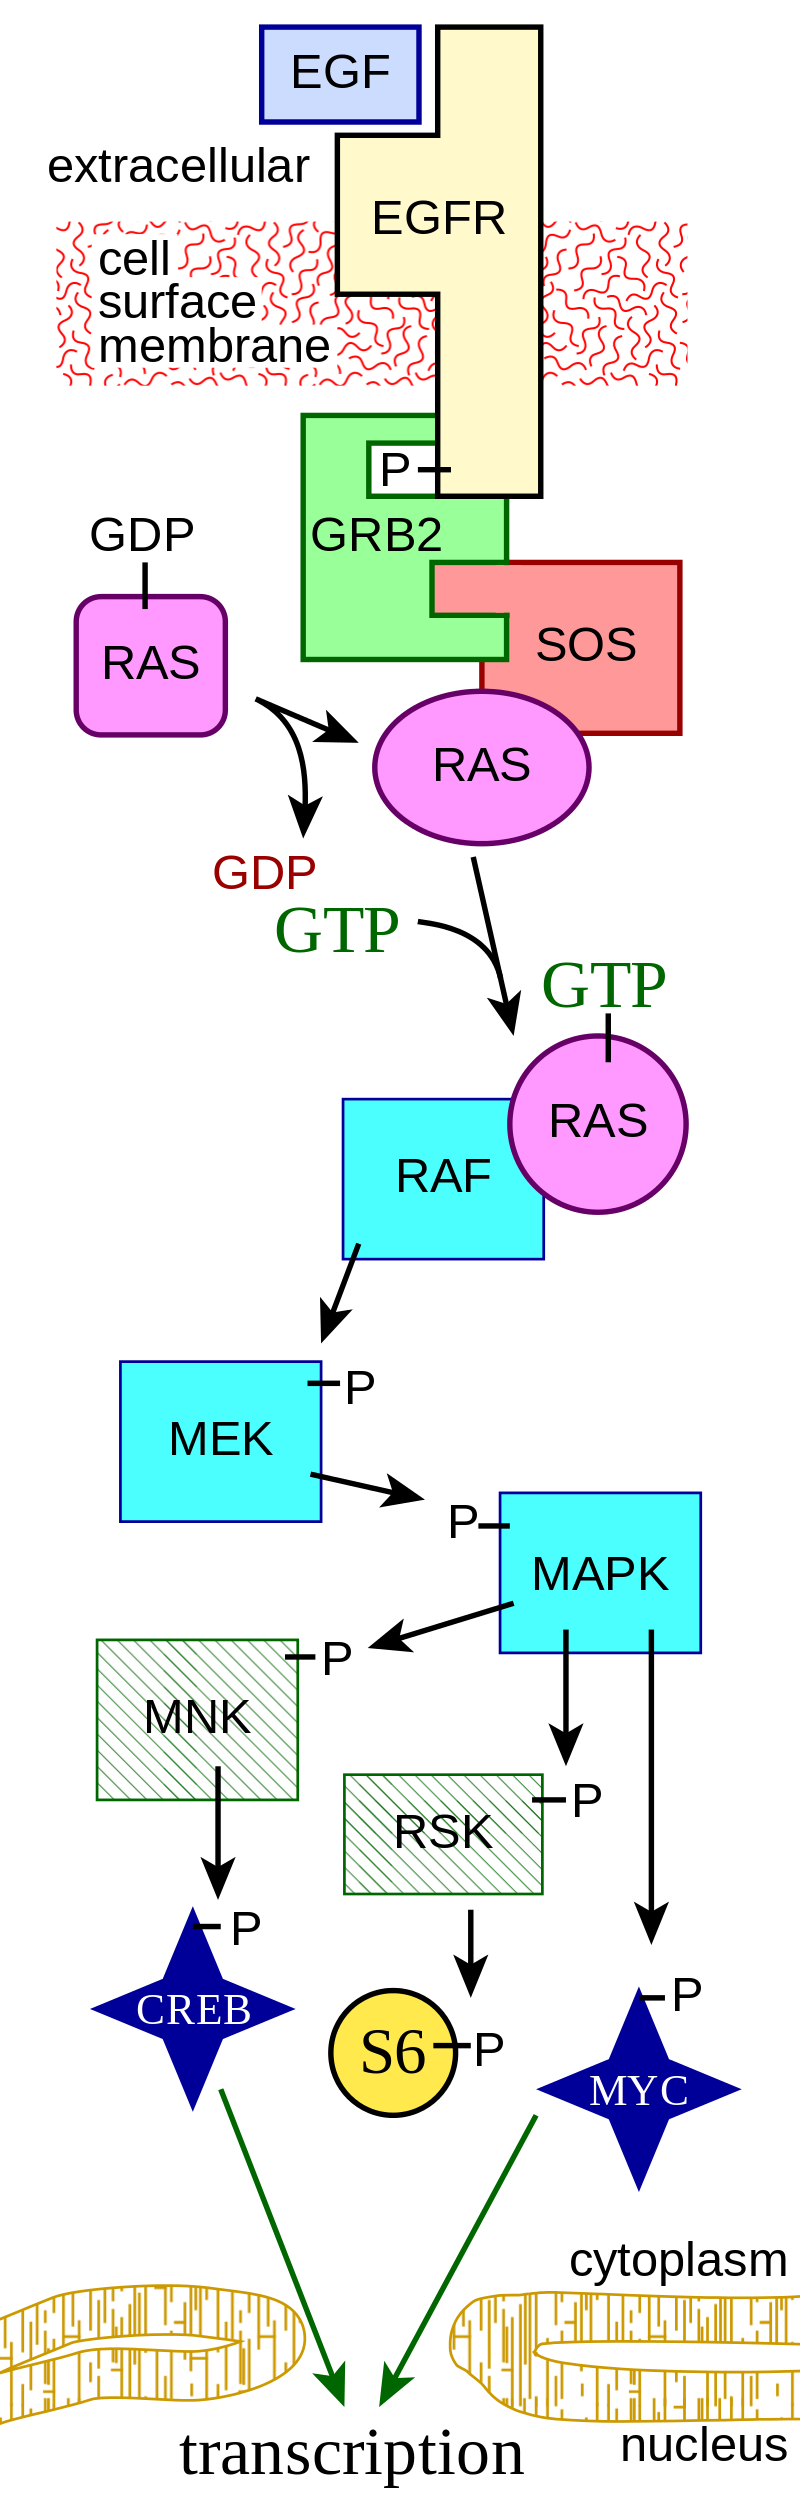 EGF
extracellular
EGFR
cell
surface
membrane
P
GDP
GRB2
SOS
RAS
RAS
GDP
GTP
GTP
RAS
RAF
P
MEK
P
MAPK
P
MNK
P
RSK
P
CREB
P
S6
P
MYC
cytoplasm
transcription
nucleus